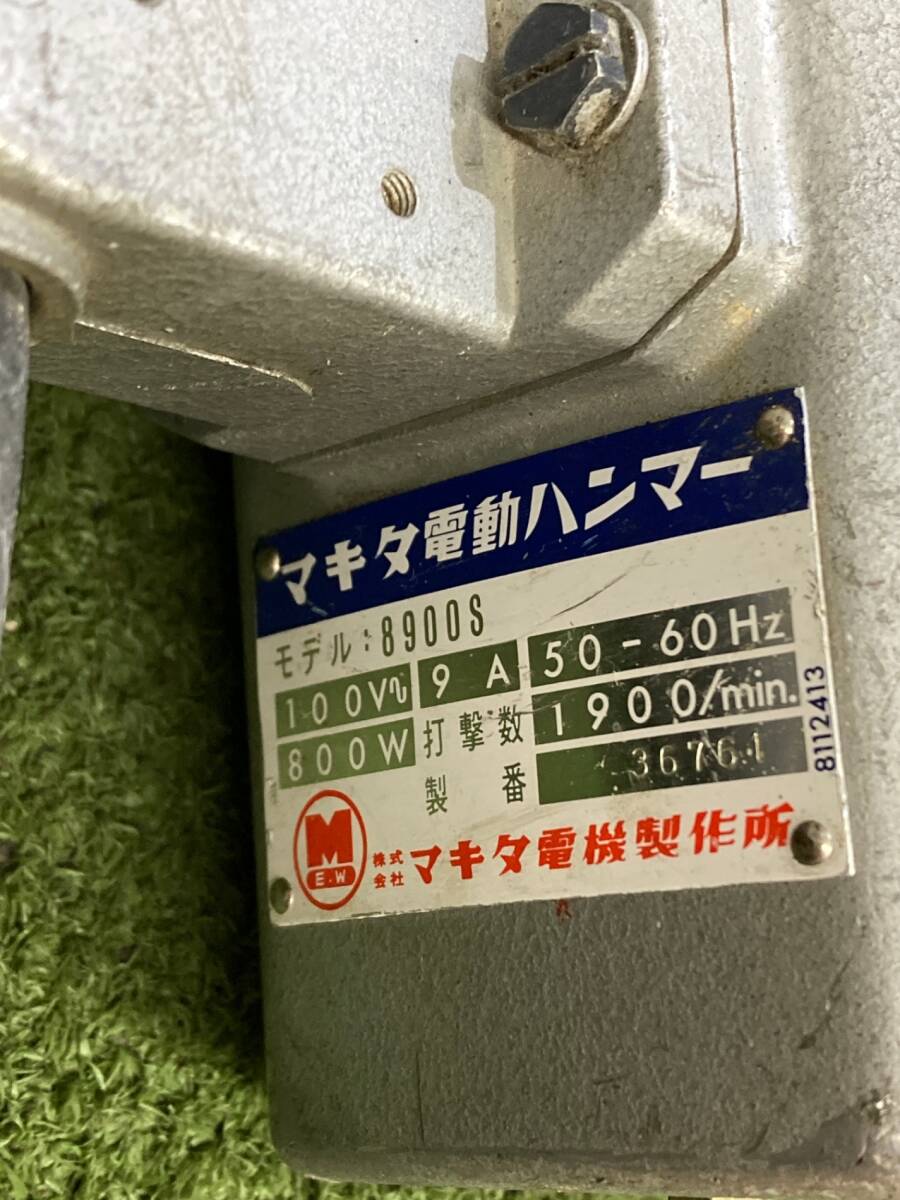 マキタ電動ハンマー
モデル:8900S
100V∿ 9 A 50-60Hz
800W 打撃数 1900/min.
製番 36761
8112413
M
E.W
株式会社 マキタ電機製作所